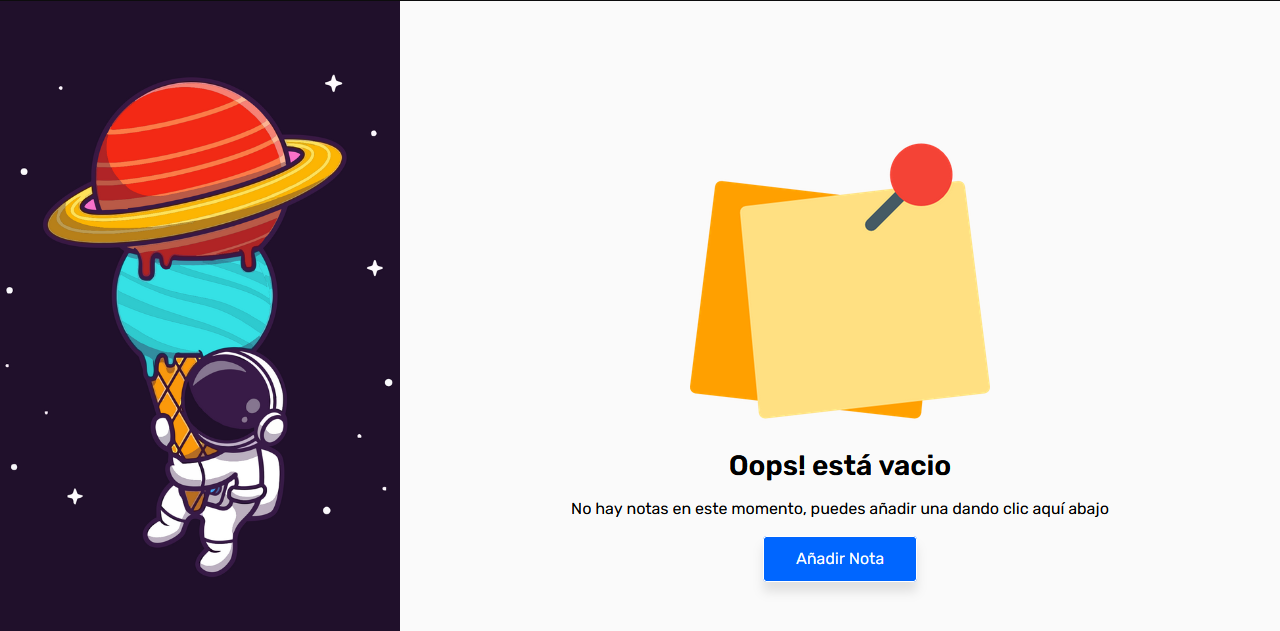 Oops! está vacio
No hay notas en este momento, puedes añadir una dando clic aquí abajo
Añadir Nota